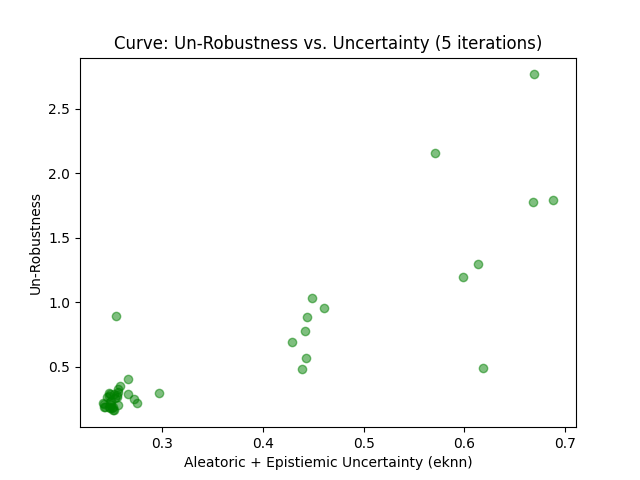 Curve: Un-Robustness vs. Uncertainty (5 iterations)
Un-Robustness
2.5
2.0
1.5
1.0
0.5
0.3 0.4 0.5 0.6 0.7
Aleatoric + Epistiemic Uncertainty (eknn)